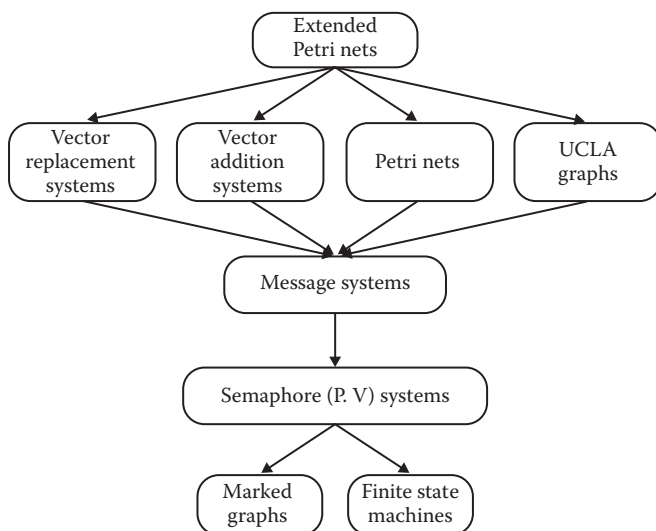 Extended
Petri nets
Vector
replacement
systems
Vector
addition
systems
Petri nets
UCLA
graphs
Message systems
Semaphore (P. V) systems
Marked
graphs
Finite state
machines